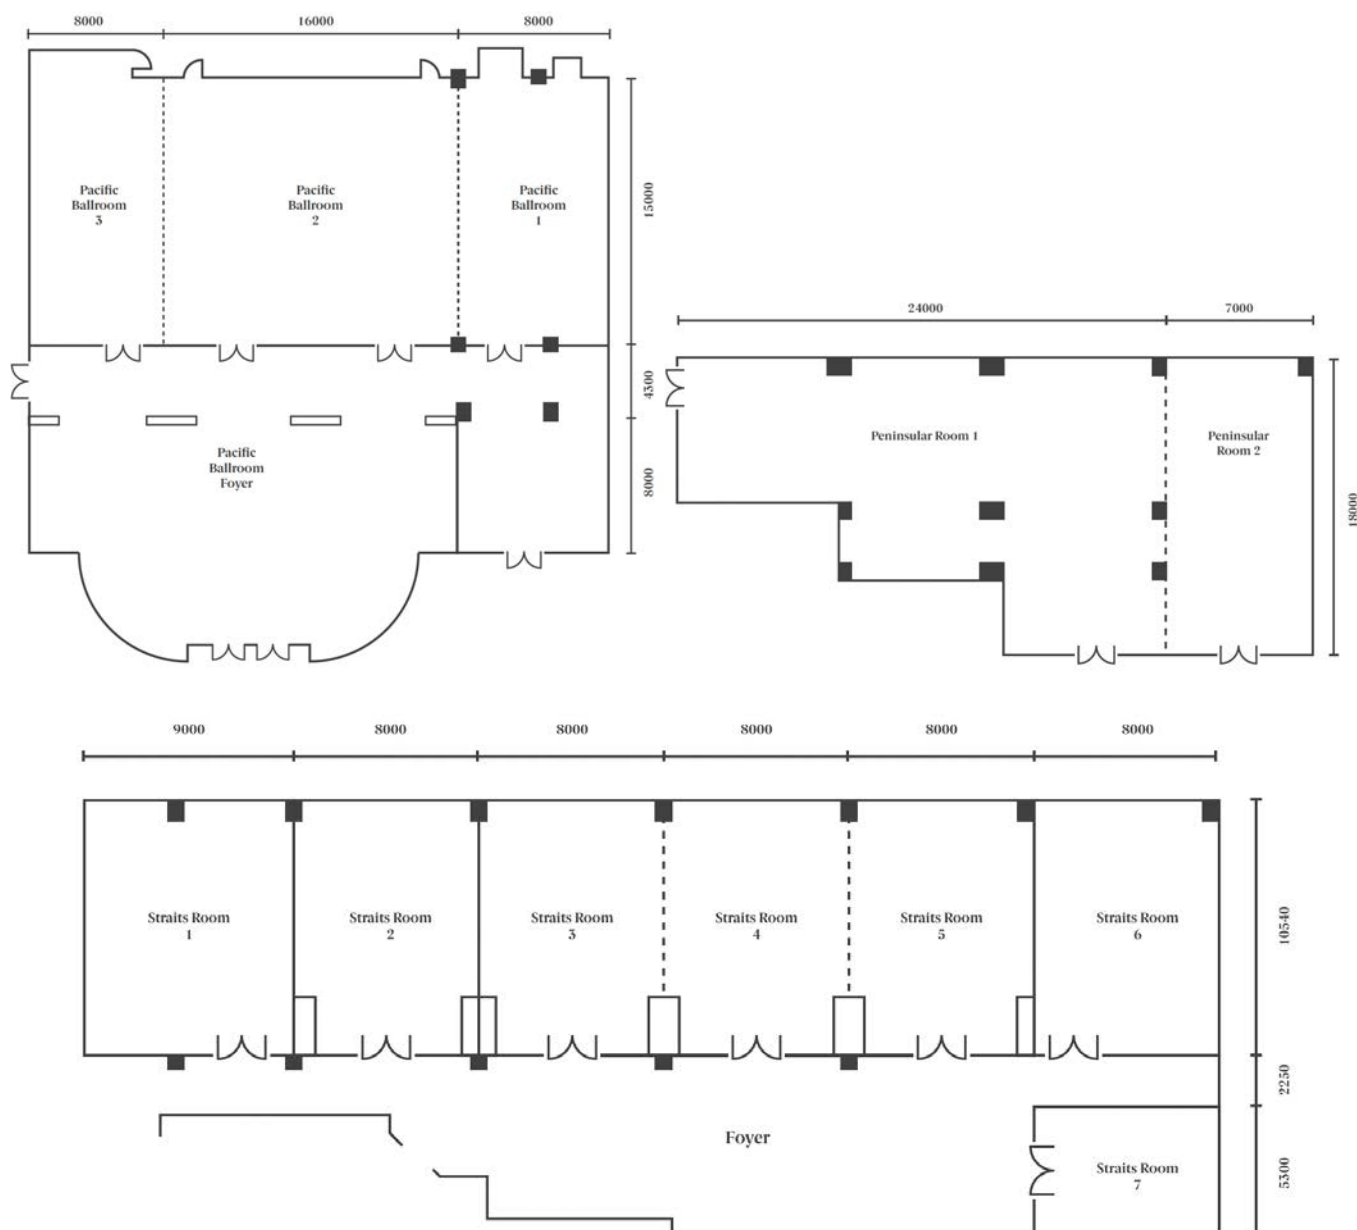 8000
16000
8000
Pacific
Ballroom
3
Pacific
Ballroom
2
Pacific
Ballroom
1
15000
4300
8000
Pacific
Ballroom
Foyer
24000
7000
Peninsular Room 1
Peninsular
Room 2
18000
9000
8000
8000
8000
8000
8000
Straits Room
1
Straits Room
2
Straits Room
3
Straits Room
4
Straits Room
5
Straits Room
6
10540
2250
5300
Foyer
Straits Room
7